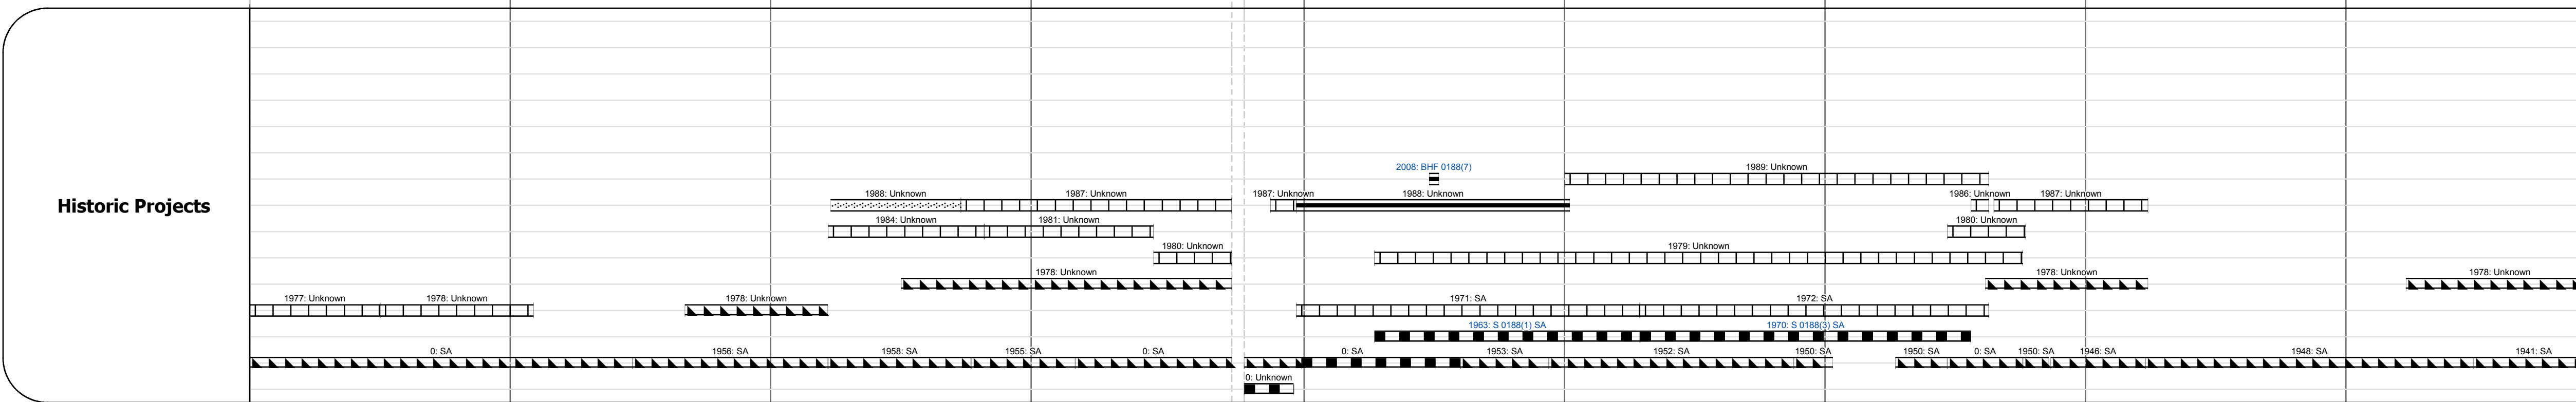 2008: BHF 0188(7)
1989: Unknown
1988: Unknown
1987: Unknown
1987: Unknown
1988: Unknown
1986: Unknown
1987: Unknown
Historic Projects
1984: Unknown
1981: Unknown
1980: Unknown
1980: Unknown
1979: Unknown
1978: Unknown
1978: Unknown
1978: Unknown
1977: Unknown
1978: Unknown
1978: Unknown
1971: SA
1972: SA
1963: S 0188(1) SA
1970: S 0188(3) SA
0: SA
1956: SA
1958: SA
1955: SA
0: SA
0: SA
1953: SA
1952: SA
1950: SA
1950: SA
0: SA
1950: SA
1946: SA
1948: SA
1941: SA
0: Unknown